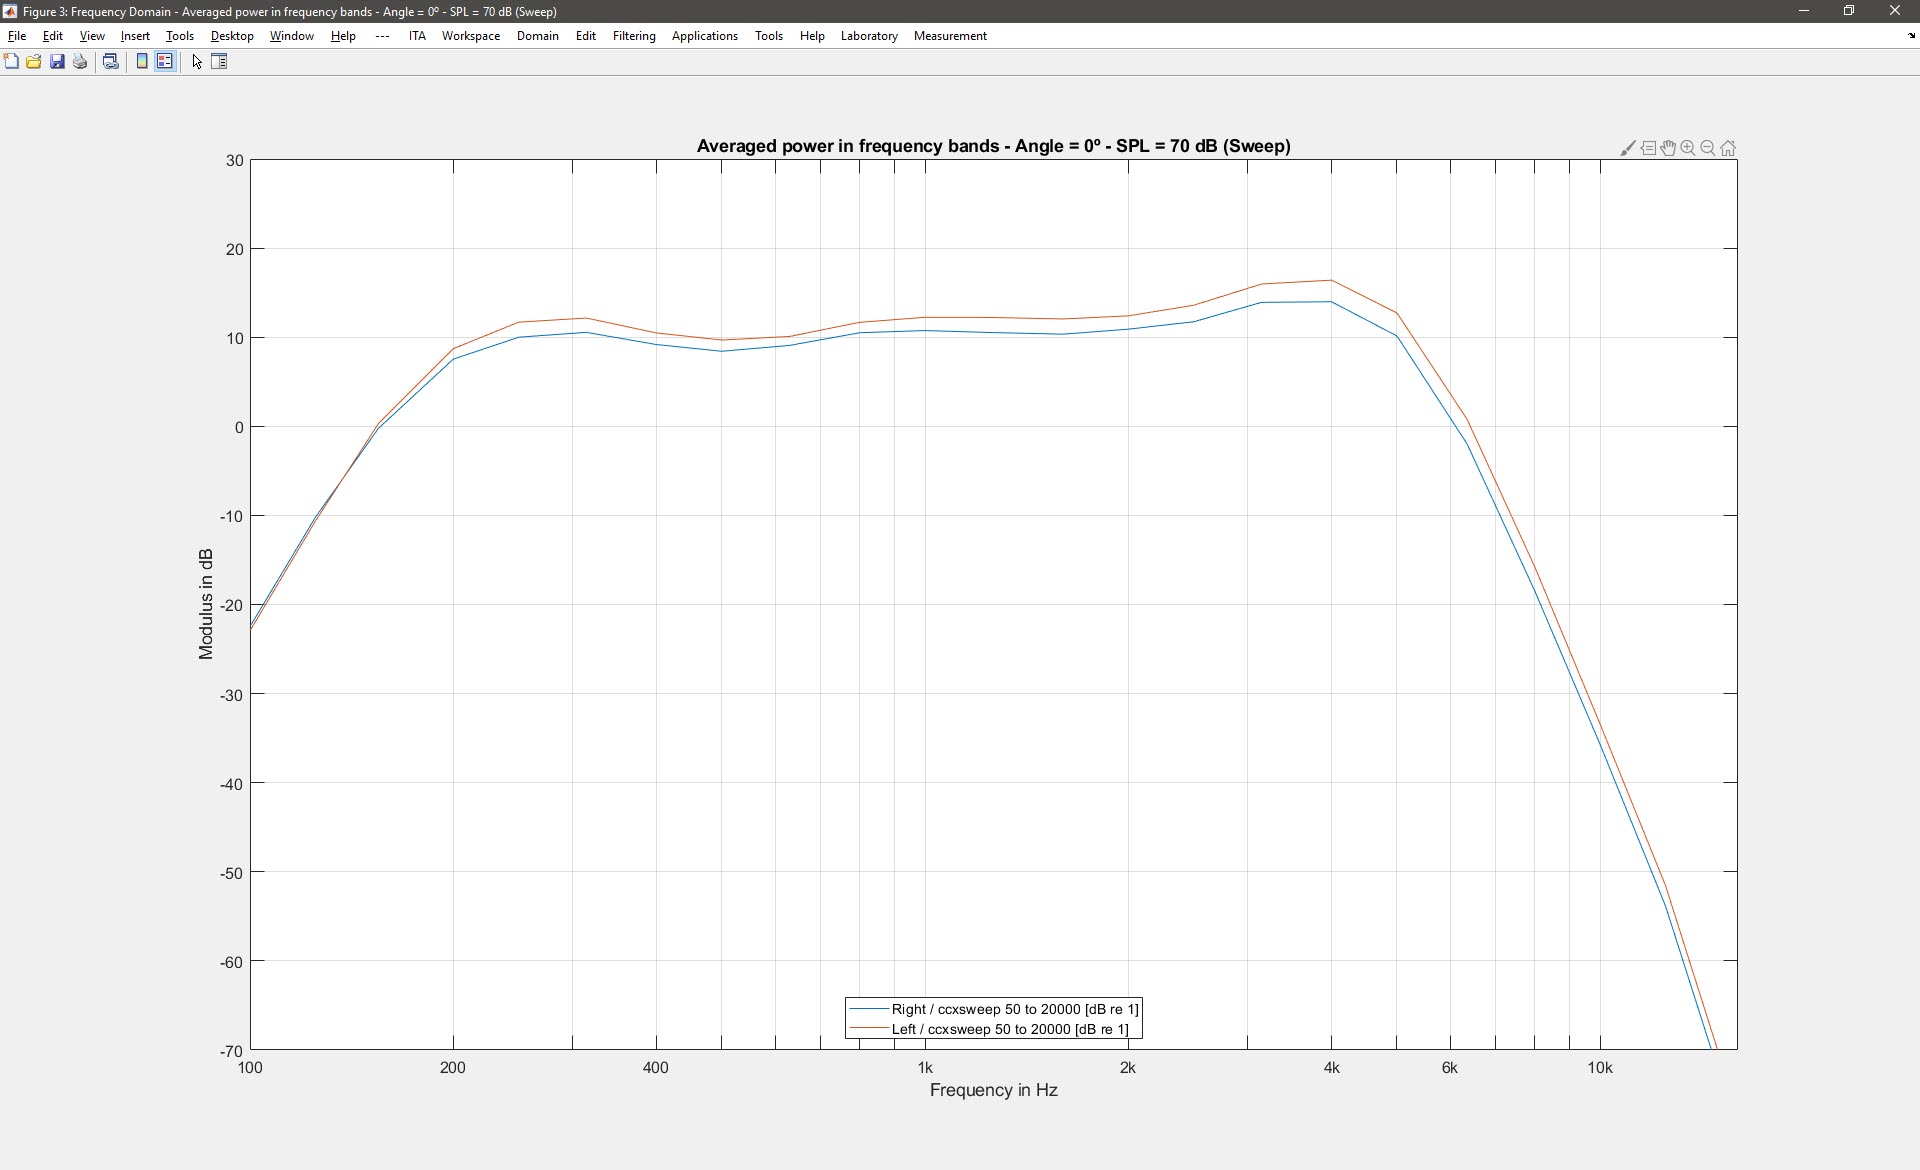 Figure 3: Frequency Domain - Averaged power in frequency bands - Angle = 0º - SPL = 70 dB (Sweep)
File Edit View Insert Tools Desktop Window Help --- ITA Workspace Domain Edit Filtering Applications Tools Help Laboratory Measurement
Averaged power in frequency bands - Angle = 0º - SPL = 70 dB (Sweep)
30
20
10
0
-10
-20
-30
-40
-50
-60
-70
Modulus in dB
Right / ccxsweep 50 to 20000 [dB re 1]
Left / ccxsweep 50 to 20000 [dB re 1]
100 200 400 1k 2k 4k 6k 10k
Frequency in Hz